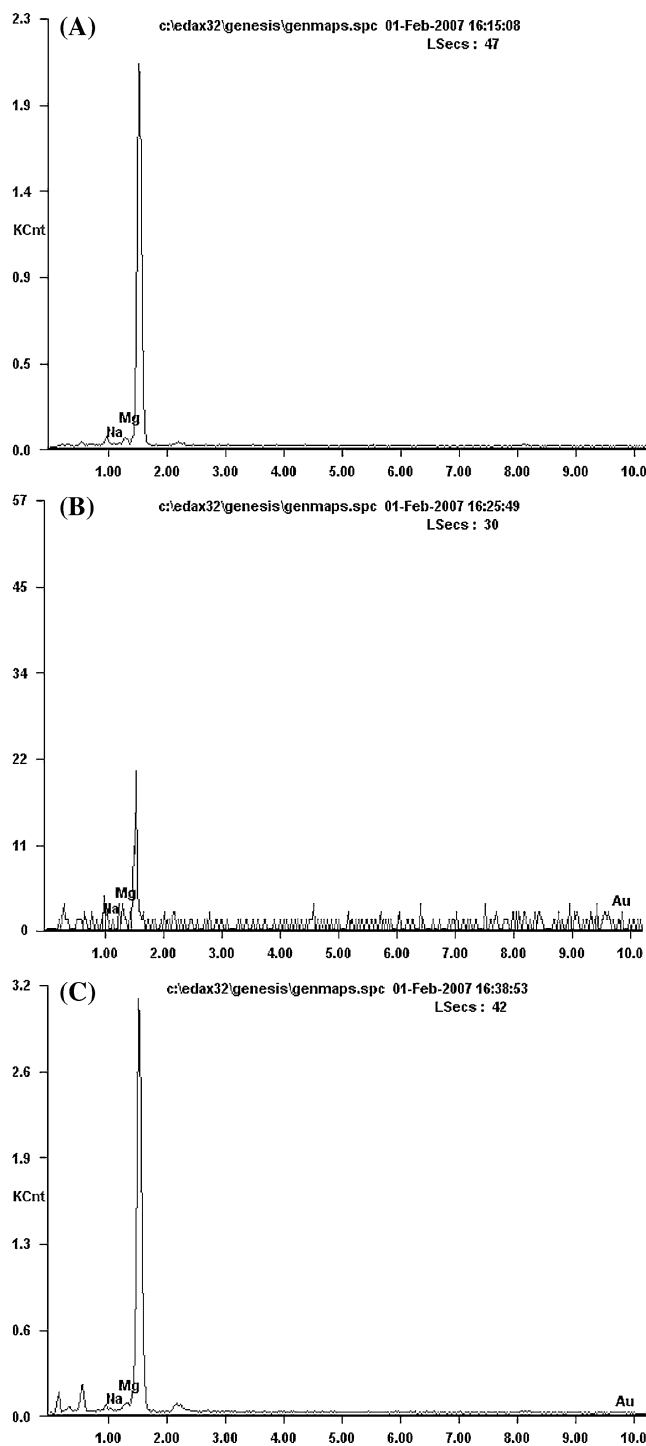 (A)
c:\edax32\genesis\genmaps.spc 01-Feb-2007 16:15:08
LSecs : 47
2.3
1.9
1.4
KCnt
0.9
0.5
0.0
Na
Mg
1.00 2.00 3.00 4.00 5.00 6.00 7.00 8.00 9.00 10.0
(B)
c:\edax32\genesis\genmaps.spc 01-Feb-2007 16:25:49
LSecs : 30
57
45
34
22
11
0
Na
Mg
Au
1.00 2.00 3.00 4.00 5.00 6.00 7.00 8.00 9.00 10.0
(C)
c:\edax32\genesis\genmaps.spc 01-Feb-2007 16:38:53
LSecs : 42
3.2
2.6
1.9
KCnt
1.3
0.6
0.0
Na
Mg
Au
1.00 2.00 3.00 4.00 5.00 6.00 7.00 8.00 9.00 10.0